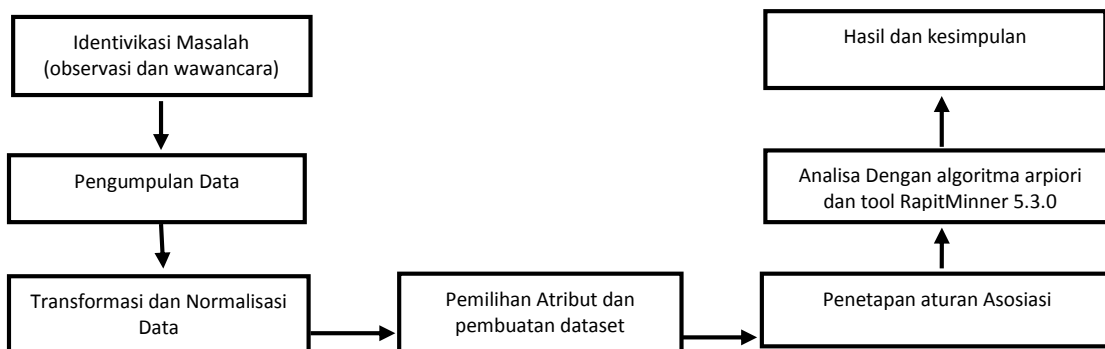 Identivikasi Masalah
(observasi dan wawancara)
Pengumpulan Data
Transformasi dan Normalisasi
Data
Pemilihan Atribut dan
pembuatan dataset
Penetapan aturan Asosiasi
Analisa Dengan algoritma arpiori
dan tool RapitMinner 5.3.0
Hasil dan kesimpulan